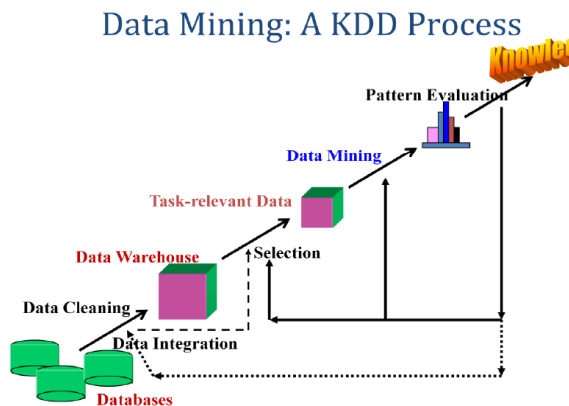 Data Mining: A KDD Process
Pattern Evaluation
Data Mining
Task-relevant Data
Data Warehouse
Selection
Data Cleaning
Data Integration
Databases